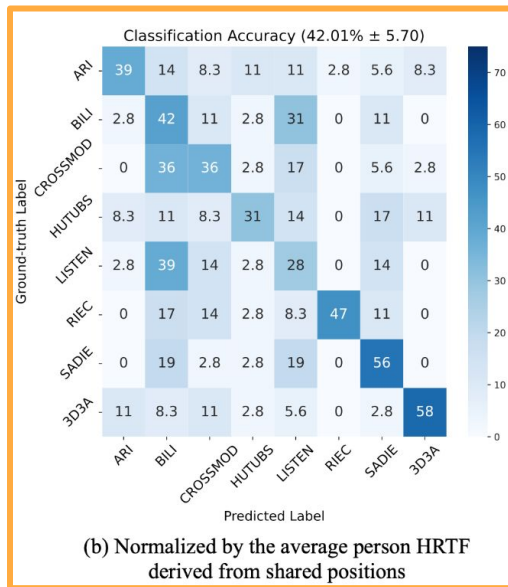 Classification Accuracy (42.01% ± 5.70)
Ground-truth Label
ARI 39 14 8.3 11 11 2.8 5.6 8.3
BILI 2.8 42 11 2.8 31 0 11 0
CROSSMOD 0 36 36 2.8 17 0 5.6 2.8
HUTUBS 8.3 11 8.3 31 14 0 17 11
LISTEN 2.8 39 14 2.8 28 0 14 0
RIEC 0 17 14 2.8 8.3 47 11 0
SADIE 0 19 2.8 2.8 19 0 56 0
3D3A 11 8.3 11 2.8 5.6 0 2.8 58
ARI BILI CROSSMOD HUTUBS LISTEN RIEC SADIE 3D3A
Predicted Label
70
60
50
40
30
20
10
0
(b) Normalized by the average person HRTF
derived from shared positions